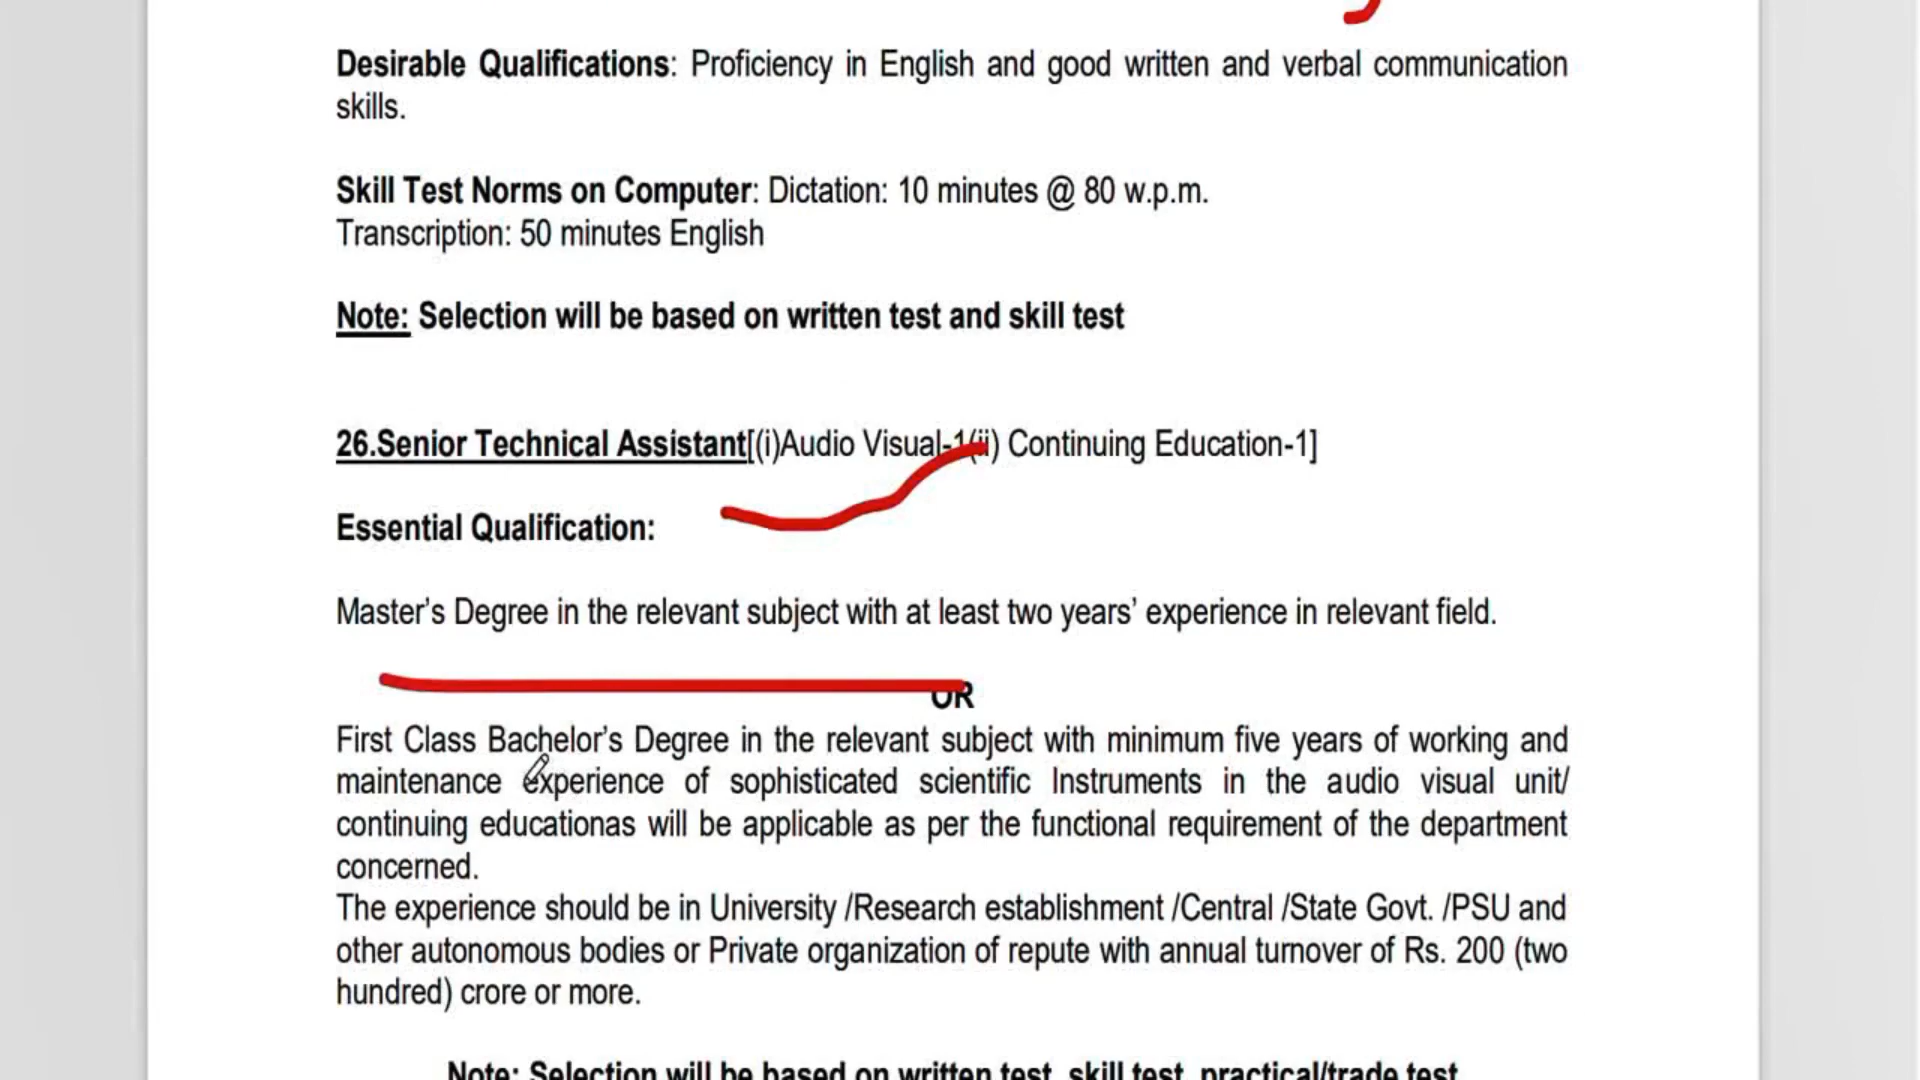 Desirable Qualifications: Proficiency in English and good written and verbal communication
skills.
Skill Test Norms on Computer: Dictation: 10 minutes @ 80 w.p.m.
Transcription: 50 minutes English
Note: Selection will be based on written test and skill test
26.Senior Technical Assistant[(i)Audio Visual-1(ii) Continuing Education-1]
Essential Qualification:
Master’s Degree in the relevant subject with at least two years’ experience in relevant field.
OR
First Class Bachelor’s Degree in the relevant subject with minimum five years of working and
maintenance experience of sophisticated scientific Instruments in the audio visual unit/
continuing educationas will be applicable as per the functional requirement of the department
concerned.
The experience should be in University /Research establishment /Central /State Govt. /PSU and
other autonomous bodies or Private organization of repute with annual turnover of Rs. 200 (two
hundred) crore or more.
Note: Selection will be based on written test, skill test, practical/trade test